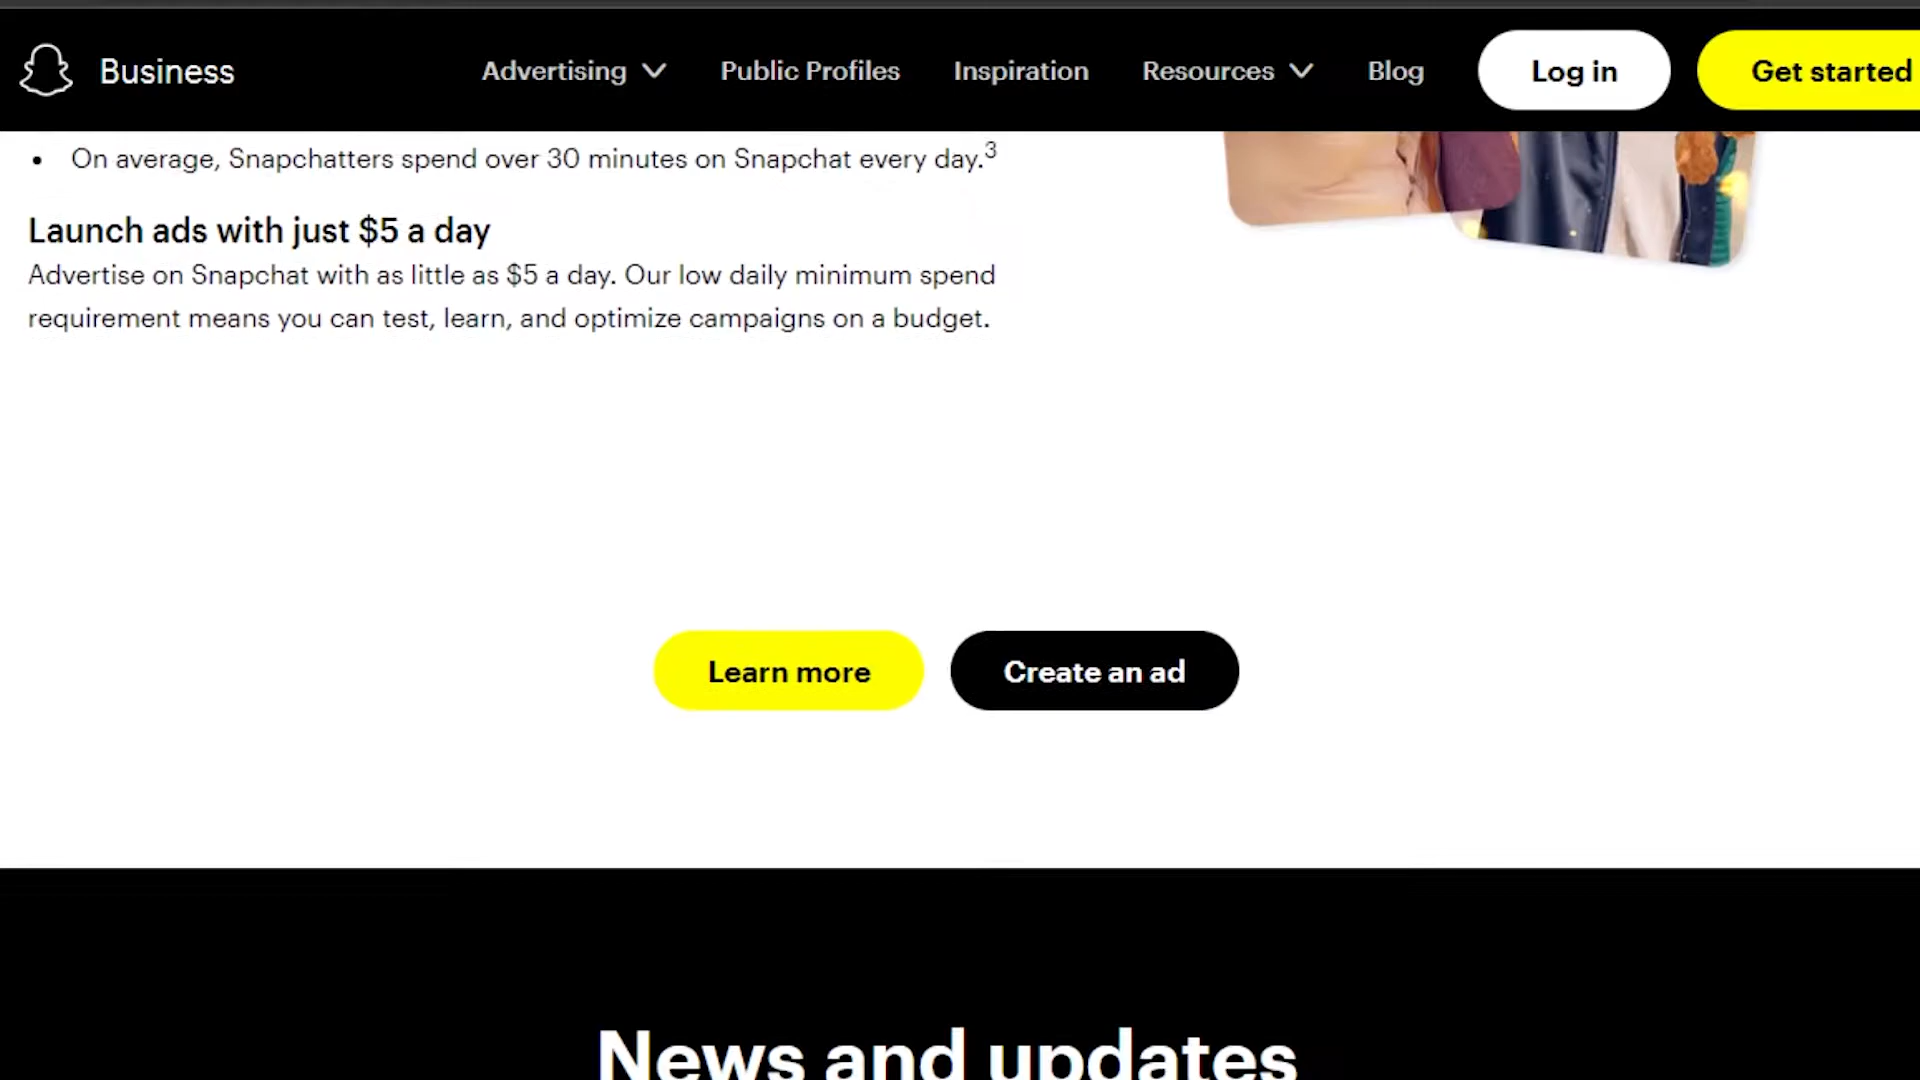 Business
Advertising
Public Profiles
Inspiration
Resources
Blog
Log in
Get started
• On average, Snapchatters spend over 30 minutes on Snapchat every day.3
Launch ads with just $5 a day
Advertise on Snapchat with as little as $5 a day. Our low daily minimum spend
requirement means you can test, learn, and optimize campaigns on a budget.
Learn more
Create an ad
News and updates